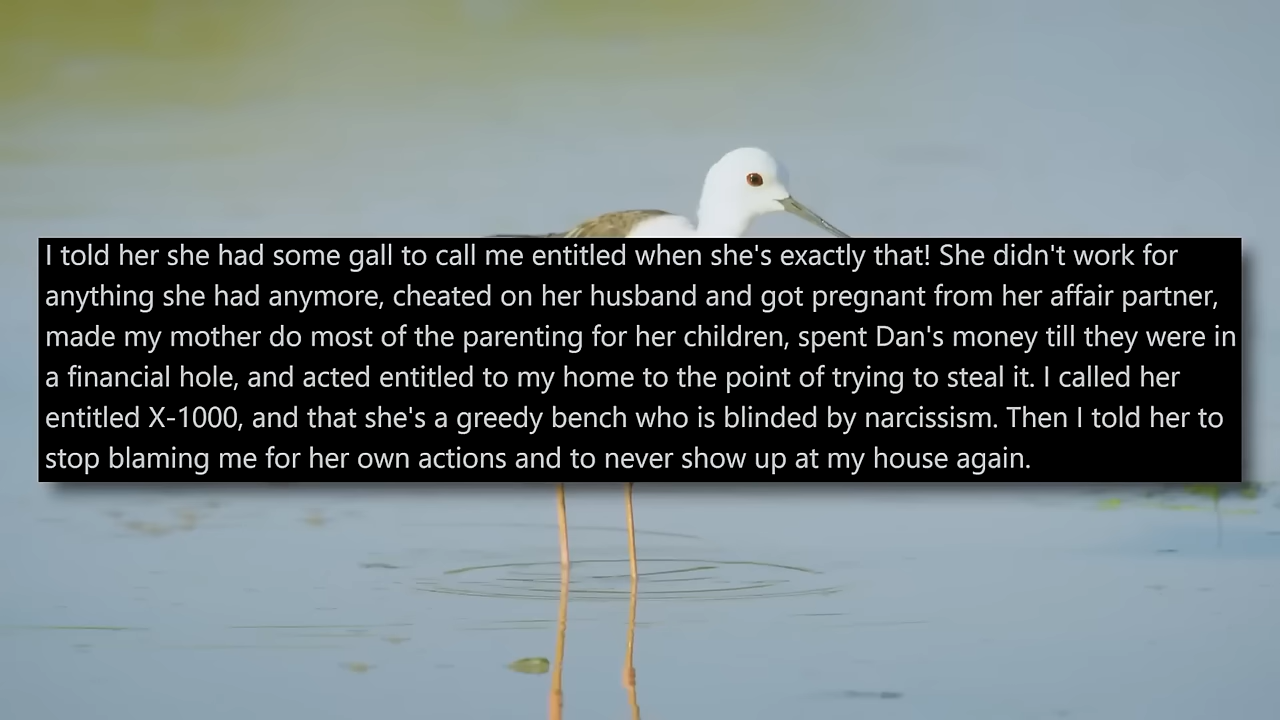 I told her she had some gall to call me entitled when she's exactly that! She didn't work for
anything she had anymore, cheated on her husband and got pregnant from her affair partner,
made my mother do most of the parenting for her children, spent Dan's money till they were in
a financial hole, and acted entitled to my home to the point of trying to steal it. I called her
entitled X-1000, and that she's a greedy bench who is blinded by narcissism. Then I told her to
stop blaming me for her own actions and to never show up at my house again.